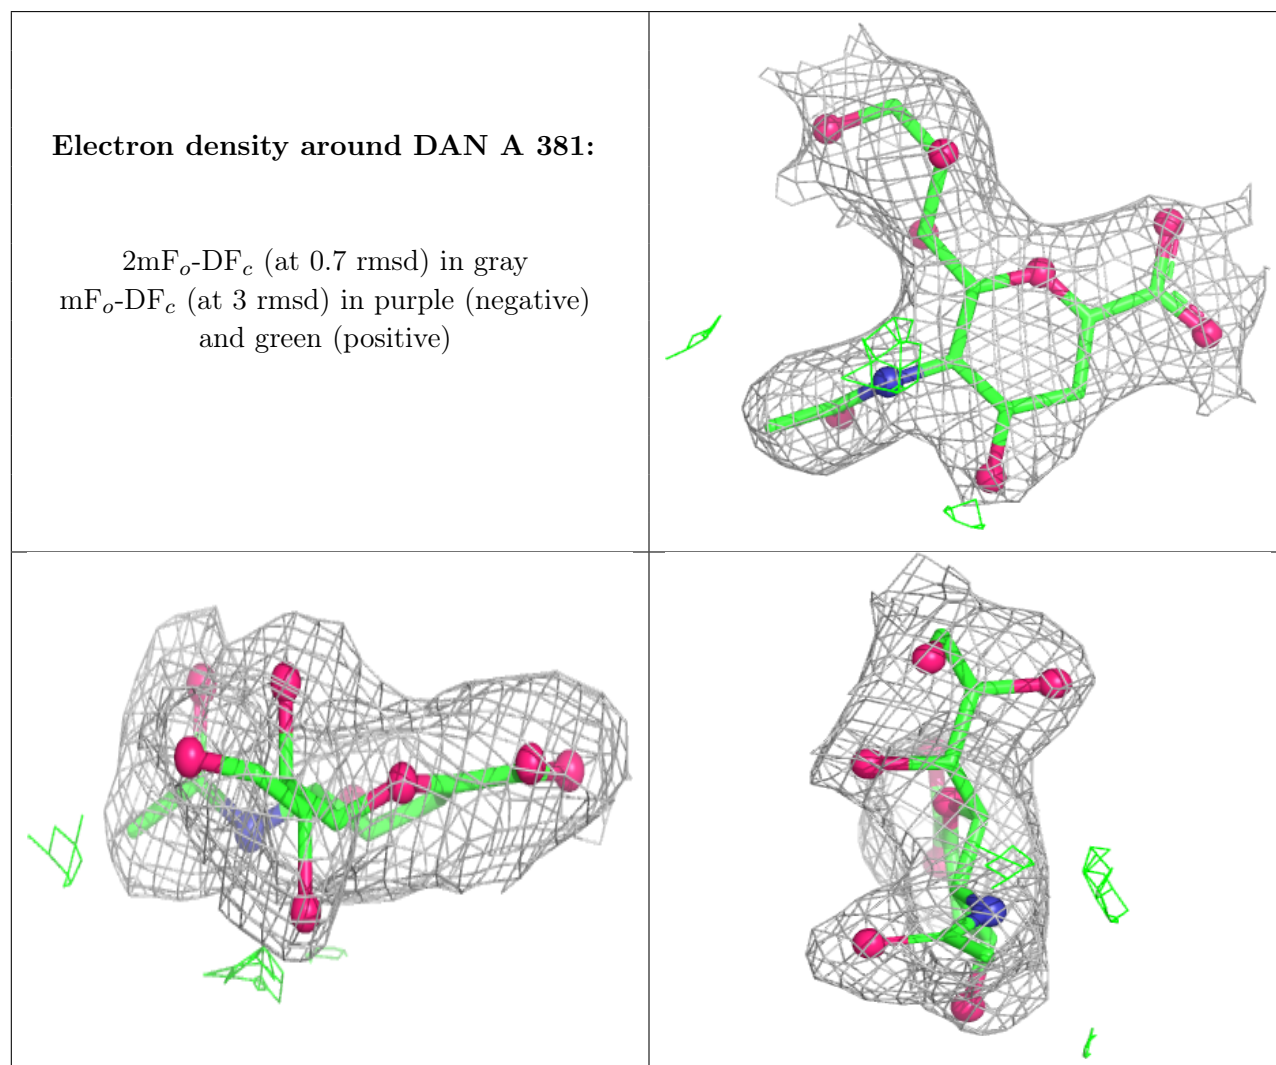 Electron density around DAN A 381:
2mFo-DFc (at 0.7 rmsd) in gray
mFo-DFc (at 3 rmsd) in purple (negative)
and green (positive)